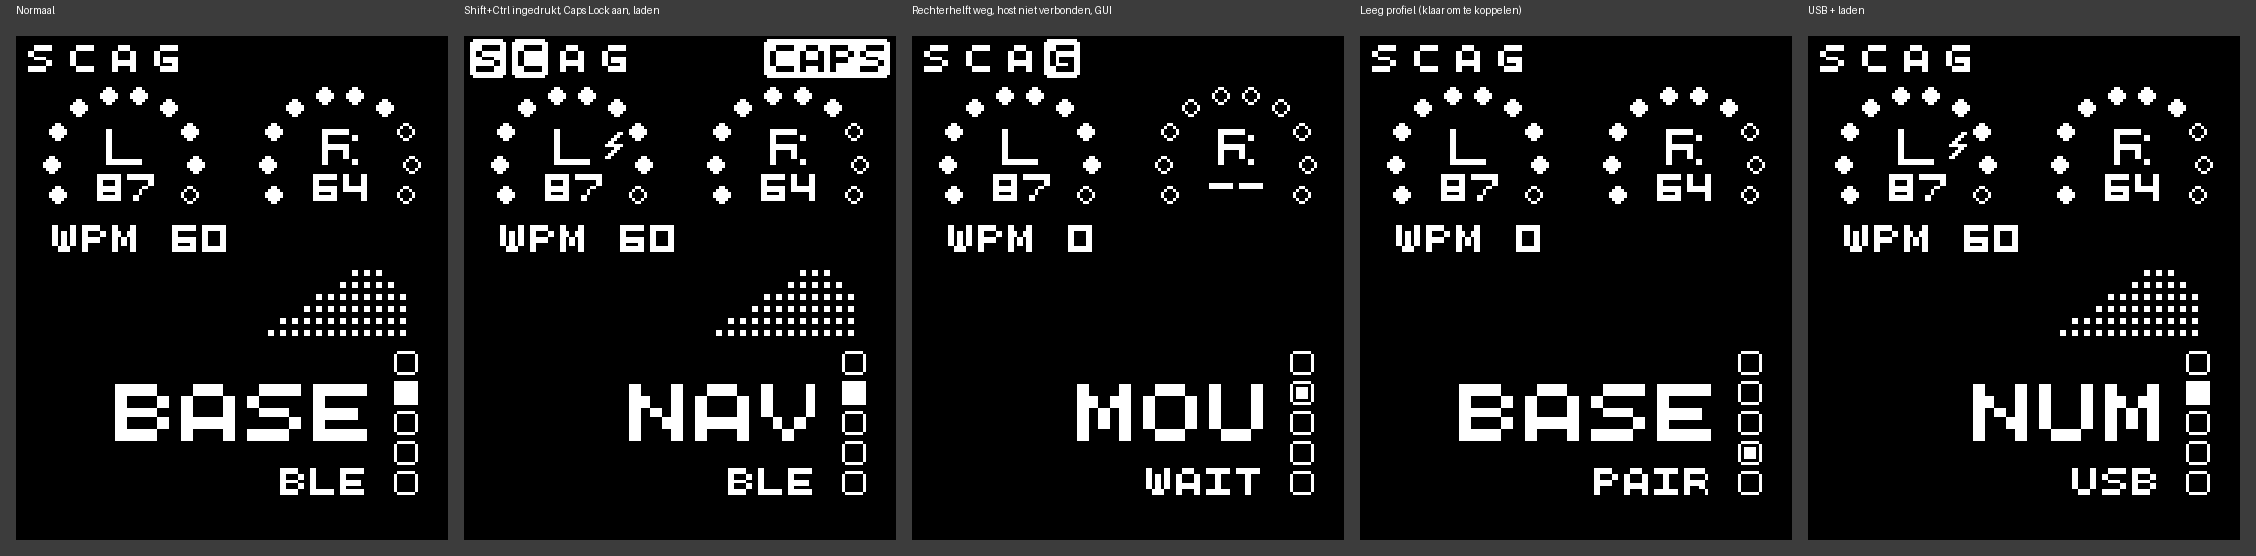 Normaal
SCAG
L R
87 64
WPM 60
BASE
BLE
Shift+Ctrl ingedrukt, Caps Lock aan, laden
SCAG CAPS
L R
87 64
WPM 60
NAV
BLE
Rechterhelft weg, host niet verbonden, GUI
SCAG
L R
87 --
WPM 0
MOU
WAIT
Leeg profiel (klaar om te koppelen)
SCAG
L R
87 64
WPM 0
BASE
PAIR
USB + laden
SCAG
L R
87 64
WPM 60
NUM
USB